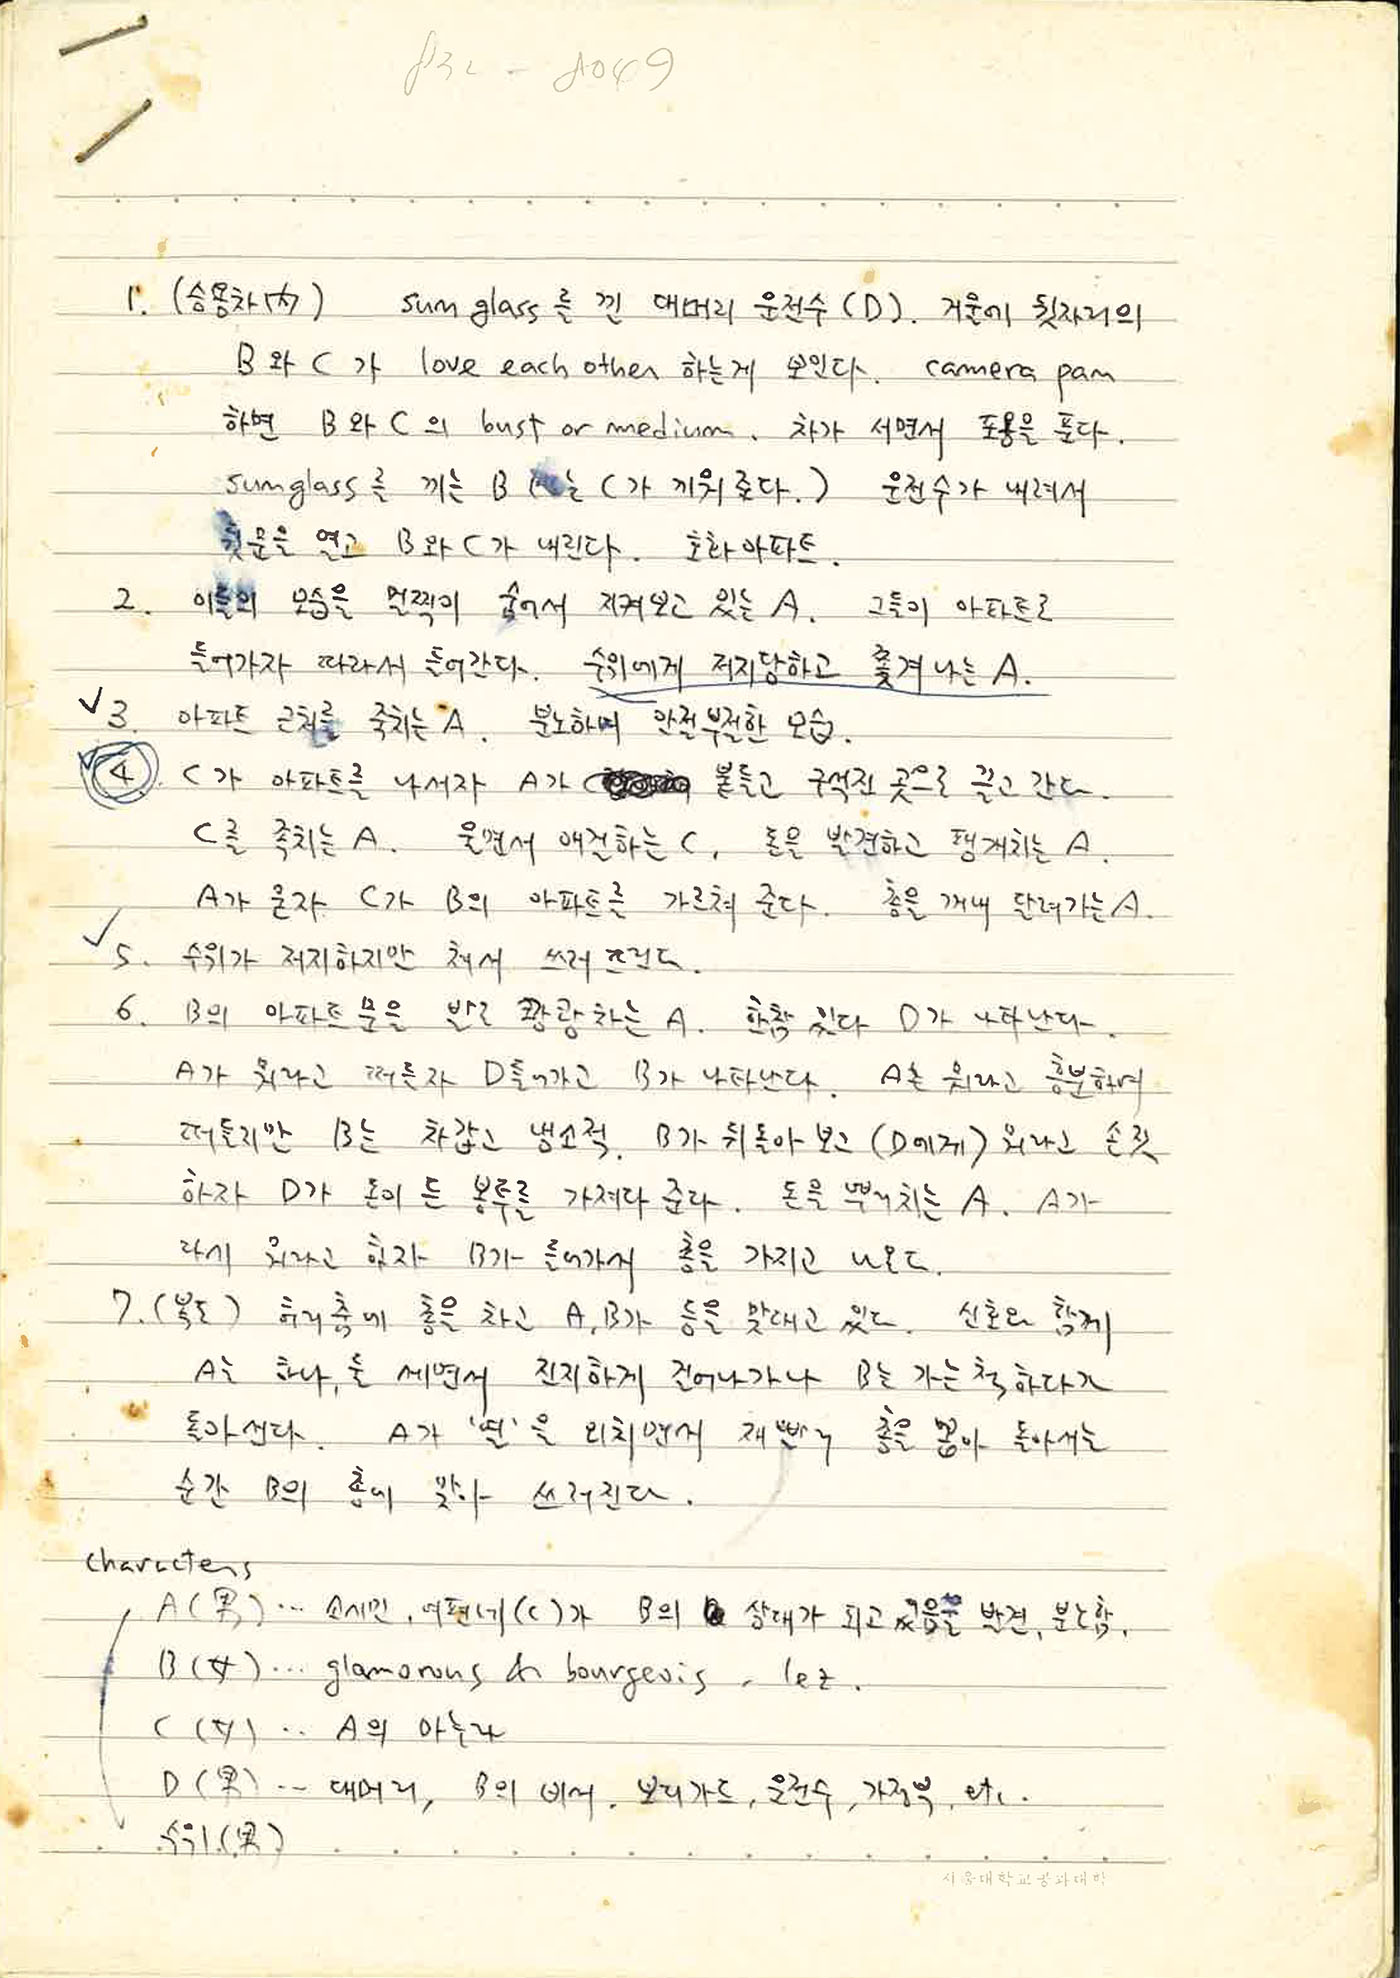 1. (승용차 內) sunglass를 낀 대머리 운전수(D). 거울에 뒷자리의
B와 C가 love each other 하는게 보인다. camera pan
하면 B와 C의 bust or medium. 차가 서면서 포옹을 푼다.
sunglass를 끼는 B ( 는 C가 끼워준다.) 운전수가 내려서
뒷문을 열고 B와 C가 내린다. 호화아파트.
2. 이들의 모습을 멀찍이 숨어서 지켜보고 있는 A. 그들이 아파트로
들어가자 따라서 들어간다. 수위에게 저지당하고 쫓겨나는 A.
3. 아파트 근처를 죽치는 A. 분노하며 안절부절한 모습.
4. C가 아파트를 나서자 A가 붙들고 구석진 곳으로 끌고 간다.
C를 족치는 A. 울면서 애걸하는 C. 돈을 발견하고 팽개치는 A.
A가 묻자 C가 B의 아파트를 가르쳐 준다. 총을 꺼내 달려가는 A.
5. 수위가 저지하지만 쳐서 쓰러뜨린다.
6. B의 아파트 문을 발로 꽝꽝 차는 A. 한참 있다 D가 나타난다.
A가 뭐라고 떠들자 D 들어가고 B가 나타난다. A는 뭐라고 흥분하며
떠들지만 B는 차갑고 냉소적. B가 뒤돌아 보고 (D에게) 뭐라고 손짓
하자 D가 돈이 든 봉투를 가져다 준다. 돈을 뿌리치는 A. A가
다시 뭐라고 하자 B가 들어가서 총을 가지고 나온다.
7. (복도) 허리춤에 총을 차고 A, B가 등을 맞대고 있다. 신호와 함께
A는 하나, 둘 세면서 진지하게 걸어나가나 B는 가는 척 하다가
돌아선다. A가 '열'을 외치면서 재빨리 총을 뽑아 돌아서는
순간 B의 총에 맞아 쓰러진다.
characters
A (男) … 소시민, 여편네(C)가 B의 상대가 되고 있음을 발견, 분노함.
B (女) … glamorous & bourgeois, lez.
C (女) .. A의 마누라
D (男) … 대머리, B의 비서, 보디가드, 운전수, 가정부, etc.
수위 (男)
서울대학교공과대학